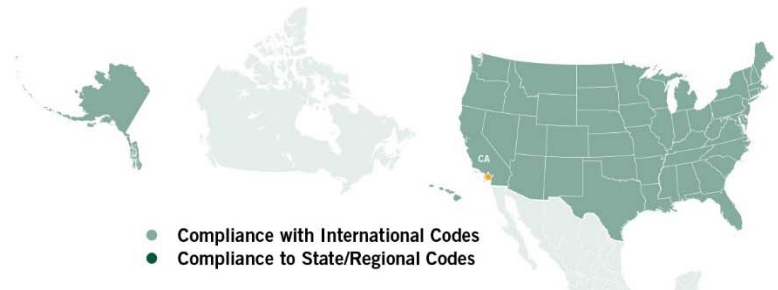 CA
Compliance with International Codes
Compliance to State/Regional Codes